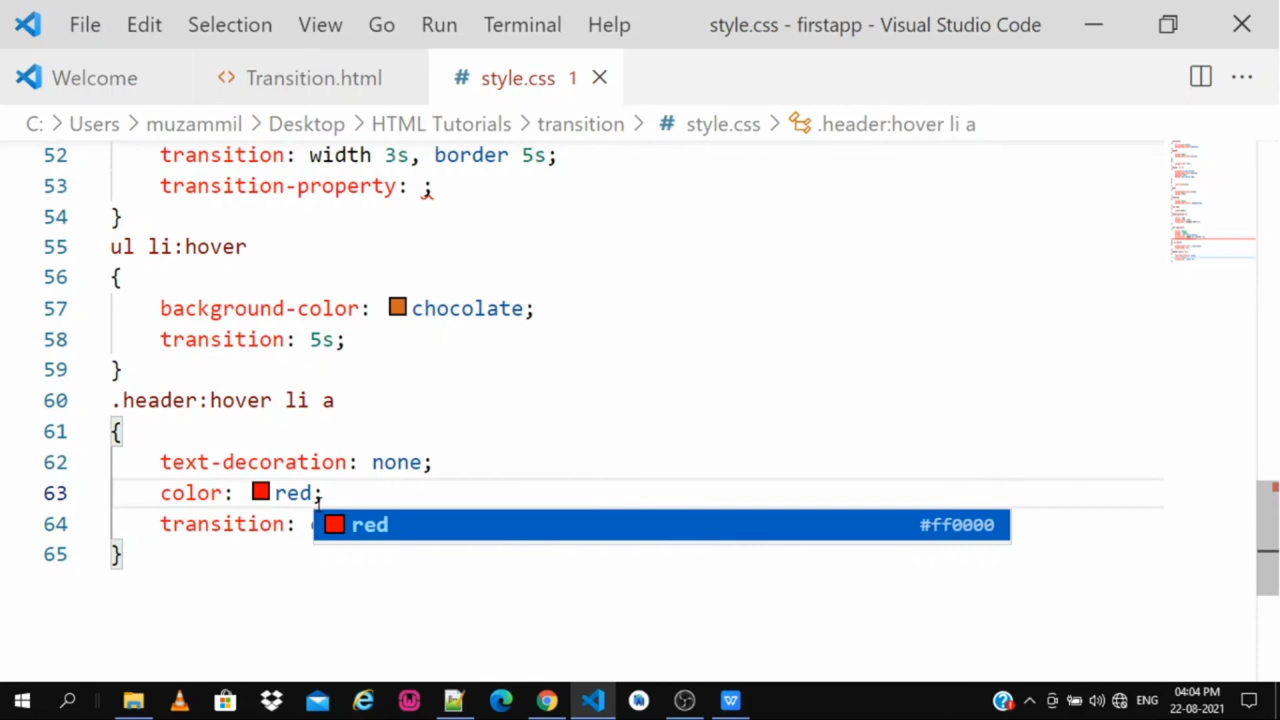 File Edit Selection View Go Run Terminal Help style.css - firstapp - Visual Studio Code
Welcome <> Transition.html # style.css 1
C: > Users > muzammil > Desktop > HTML Tutorials > transition > # style.css > .header:hover li a
52 transition: width 3s, border 5s;
53 transition-property: ;
54 }
55 ul li:hover
56 {
57 background-color: chocolate;
58 transition: 5s;
59 }
60 .header:hover li a
61 {
62 text-decoration: none;
63 color: red;
64 transition:
red #ff0000
65 }
ENG
04:04 PM
22-08-2021